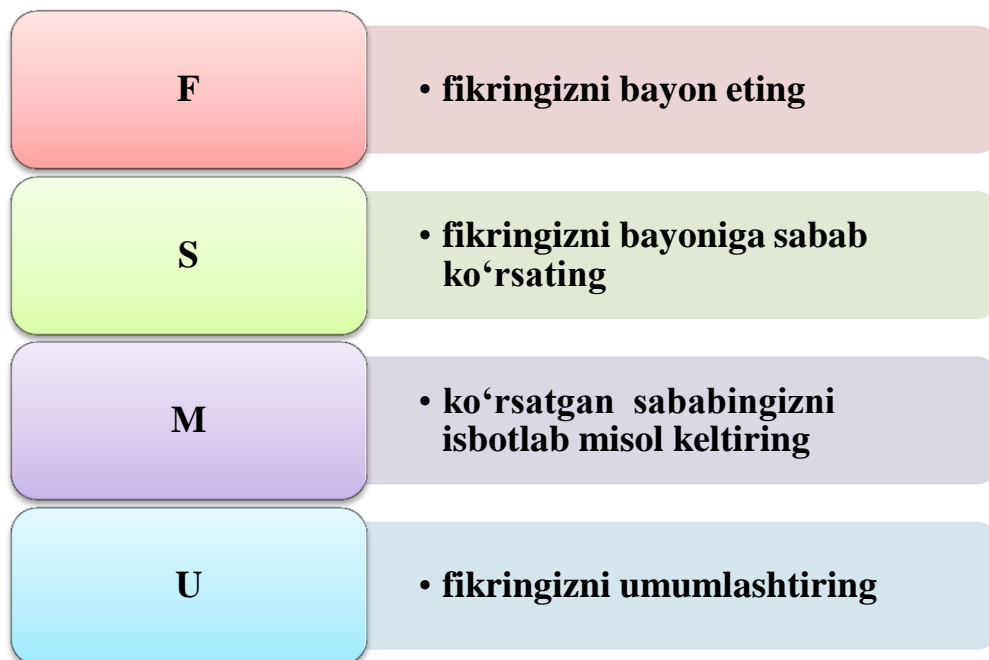 F
• fikringizni bayon eting
S
• fikringizni bayoniga sabab
ko‘rsating
M
• ko‘rsatgan sababingizni
isbotlab misol keltiring
U
• fikringizni umumlashtiring